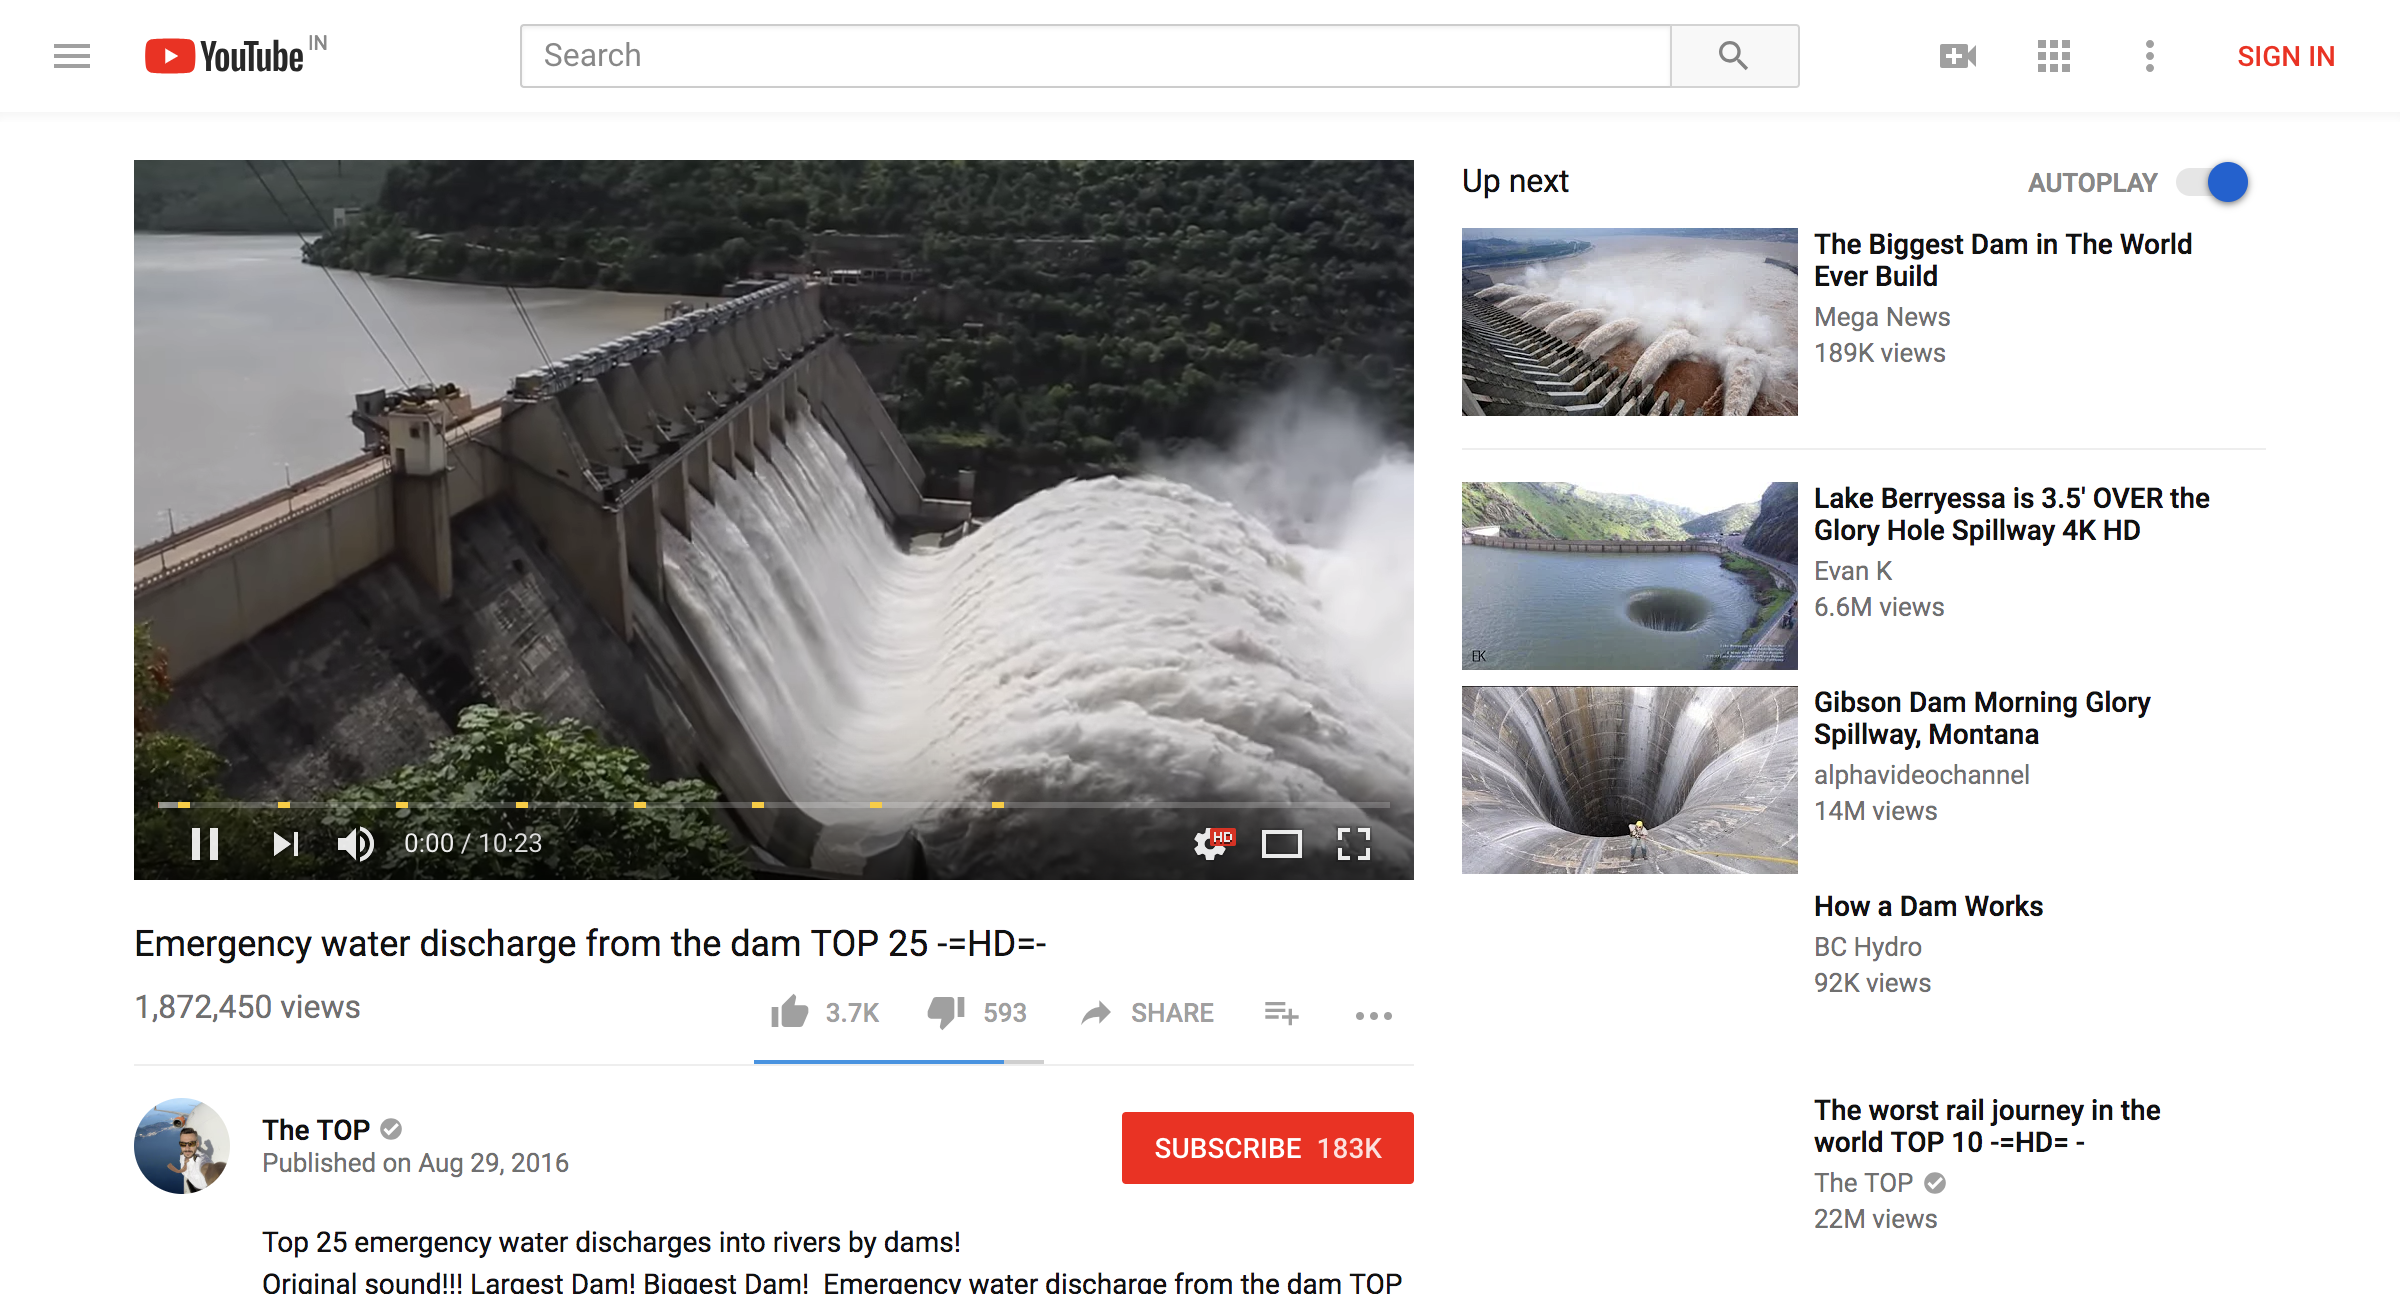 YouTube IN
Search
SIGN IN
0:00 / 10:23
HD
Emergency water discharge from the dam TOP 25 -=HD=-
1,872,450 views
3.7K
593
SHARE
The TOP
Published on Aug 29, 2016
SUBSCRIBE 183K
Top 25 emergency water discharges into rivers by dams!
Original sound!!! Largest Dam! Biggest Dam! Emergency water discharge from the dam TOP
Up next
AUTOPLAY
The Biggest Dam in The World
Ever Build
Mega News
189K views
EK
Lake Berryessa is 3.5' OVER the
Glory Hole Spillway 4K HD
Evan K
6.6M views
Gibson Dam Morning Glory
Spillway, Montana
alphavideochannel
14M views
How a Dam Works
BC Hydro
92K views
The worst rail journey in the
world TOP 10 -=HD= -
The TOP
22M views